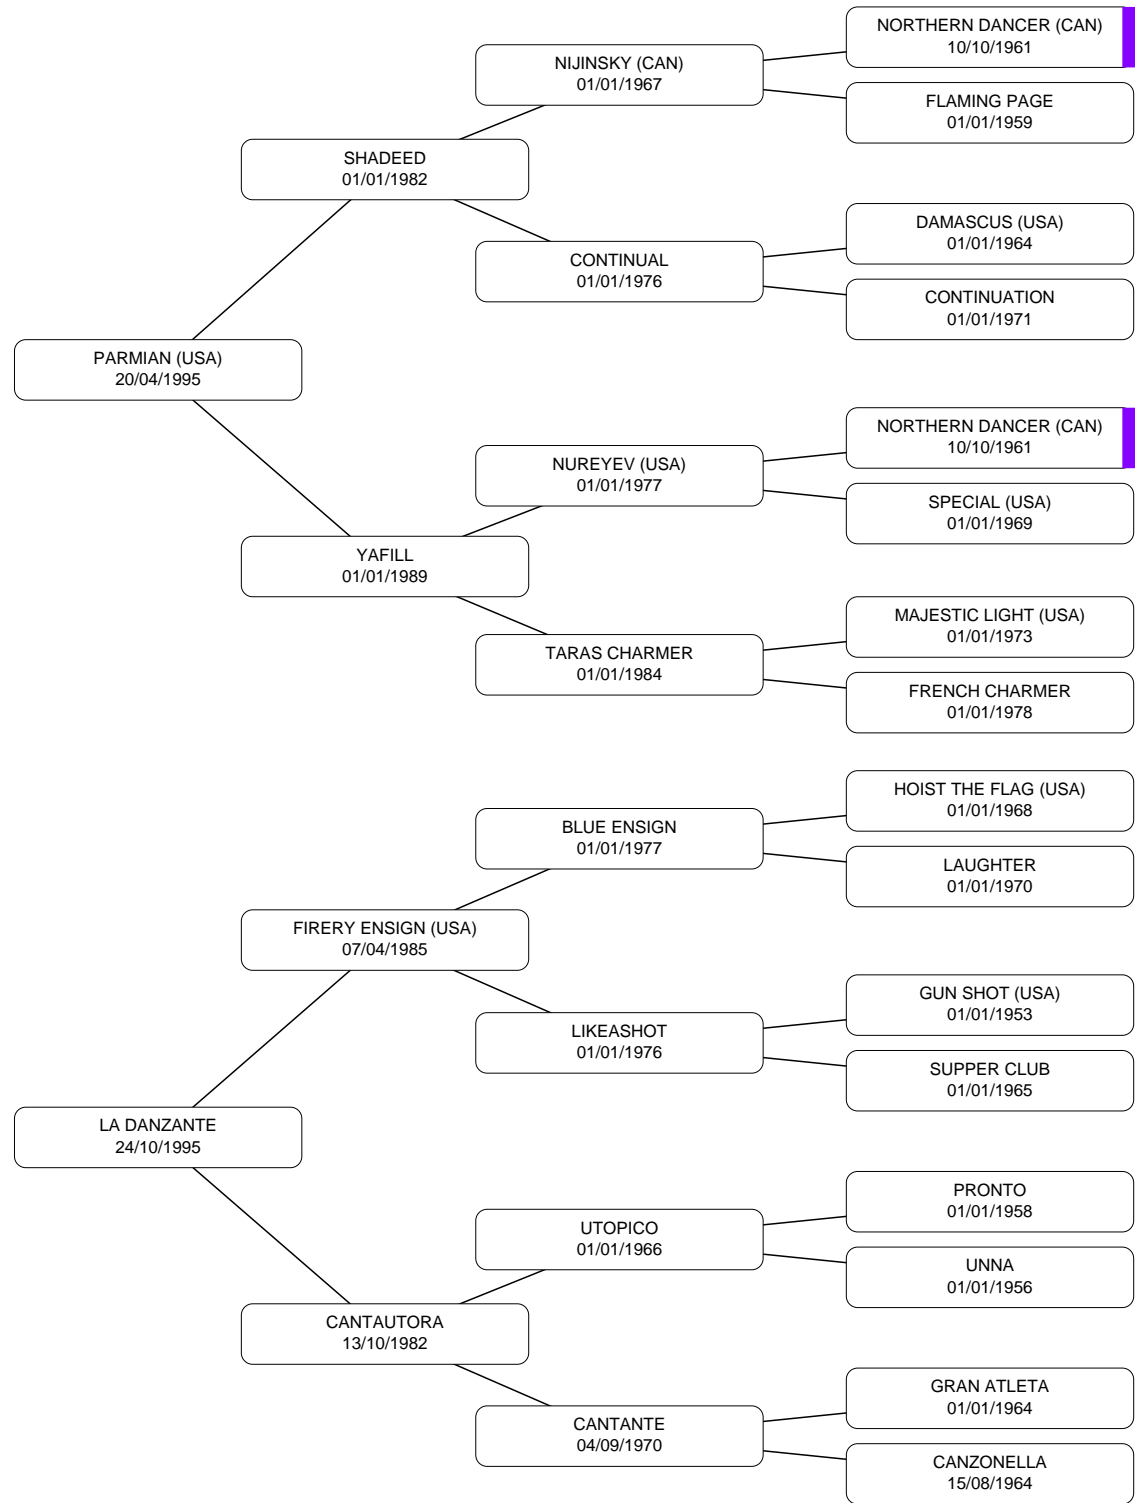 NORTHERN DANCER (CAN)
10/10/1961
NIJINSKY (CAN)
01/01/1967
FLAMING PAGE
01/01/1959
SHADEED
01/01/1982
DAMASCUS (USA)
01/01/1964
CONTINUAL
01/01/1976
CONTINUATION
01/01/1971
PARMIAN (USA)
20/04/1995
NORTHERN DANCER (CAN)
10/10/1961
NUREYEV (USA)
01/01/1977
SPECIAL (USA)
01/01/1969
YAFILL
01/01/1989
MAJESTIC LIGHT (USA)
01/01/1973
TARAS CHARMER
01/01/1984
FRENCH CHARMER
01/01/1978
HOIST THE FLAG (USA)
01/01/1968
BLUE ENSIGN
01/01/1977
LAUGHTER
01/01/1970
FIRERY ENSIGN (USA)
07/04/1985
GUN SHOT (USA)
01/01/1953
LIKEASHOT
01/01/1976
SUPPER CLUB
01/01/1965
LA DANZANTE
24/10/1995
PRONTO
01/01/1958
UTOPICO
01/01/1966
UNNA
01/01/1956
CANTAUTORA
13/10/1982
GRAN ATLETA
01/01/1964
CANTANTE
04/09/1970
CANZONELLA
15/08/1964